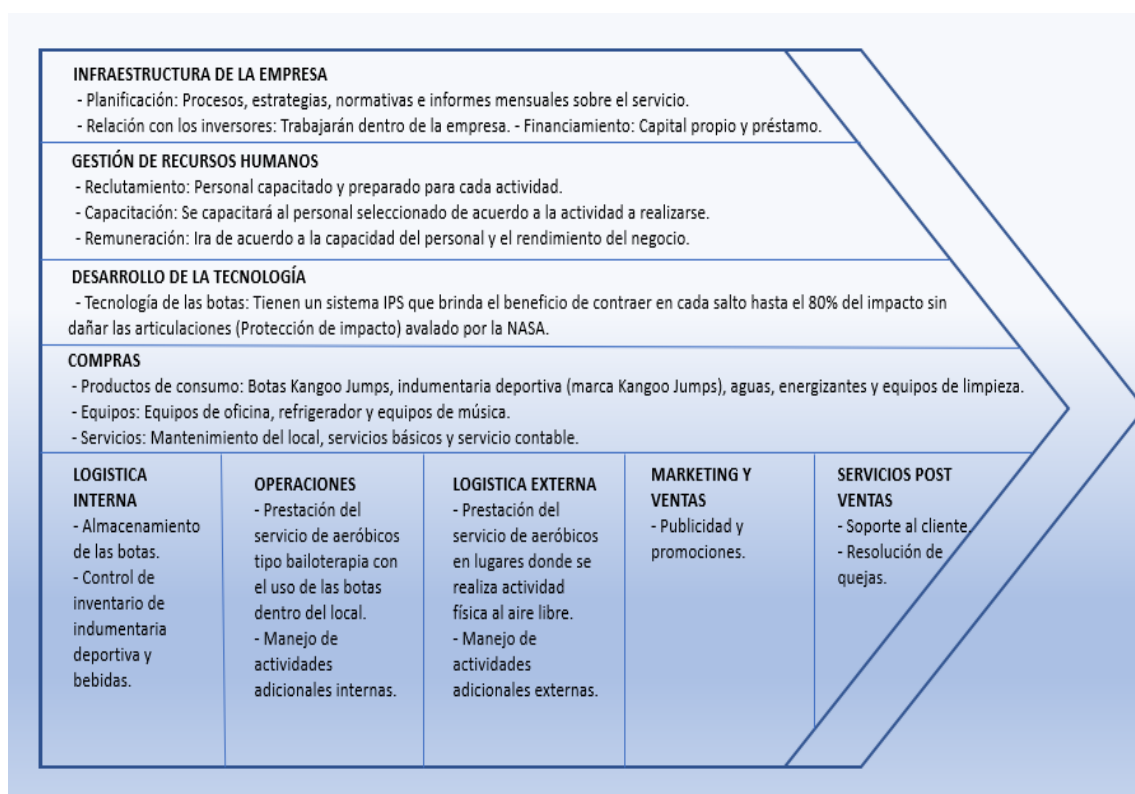 INFRAESTRUCTURA DE LA EMPRESA
- Planificación: Procesos, estrategias, normativas e informes mensuales sobre el servicio.
- Relación con los inversores: Trabajarán dentro de la empresa. - Financiamiento: Capital propio y préstamo.
GESTIÓN DE RECURSOS HUMANOS
- Reclutamiento: Personal capacitado y preparado para cada actividad.
- Capacitación: Se capacitará al personal seleccionado de acuerdo a la actividad a realizarse.
- Remuneración: Ira de acuerdo a la capacidad del personal y el rendimiento del negocio.
DESARROLLO DE LA TECNOLOGÍA
- Tecnología de las botas: Tienen un sistema IPS que brinda el beneficio de contraer en cada salto hasta el 80% del impacto sin
dañar las articulaciones (Protección de impacto) avalado por la NASA.
COMPRAS
- Productos de consumo: Botas Kangoo Jumps, indumentaria deportiva (marca Kangoo Jumps), aguas, energizantes y equipos de limpieza.
- Equipos: Equipos de oficina, refrigerador y equipos de música.
- Servicios: Mantenimiento del local, servicios básicos y servicio contable.
LOGISTICA
INTERNA
- Almacenamiento
de las botas.
- Control de
inventario de
indumentaria
deportiva y
bebidas.
OPERACIONES
- Prestación del
servicio de aeróbicos
tipo bailoterapia con
el uso de las botas
dentro del local.
- Manejo de
actividades
adicionales internas.
LOGISTICA EXTERNA
- Prestación del
servicio de aeróbicos
en lugares donde se
realiza actividad
física al aire libre.
- Manejo de
actividades
adicionales externas.
MARKETING Y
VENTAS
- Publicidad y
promociones.
SERVICIOS POST
VENTAS
- Soporte al cliente.
- Resolución de
quejas.